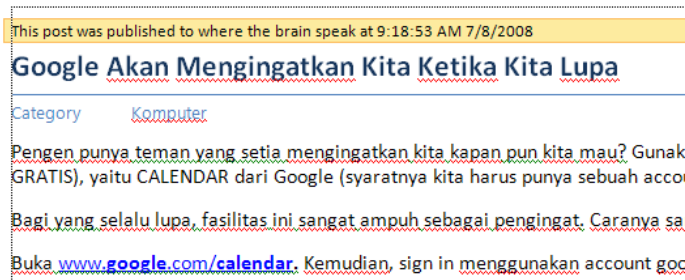 This post was published to where the brain speak at 9:18:53 AM 7/8/2008
Google Akan Mengingatkan Kita Ketika Kita Lupa
Category Komputer
Pengen punya teman yang setia mengingatkan kita kapan pun kita mau? Gunak
GRATIS), yaitu CALENDAR dari Google (syaratnya kita harus punya sebuah accou
Bagi yang selalu lupa, fasilitas ini sangat ampuh sebagai pengingat. Caranya sa
Buka www.google.com/calendar. Kemudian, sign in menggunakan account goo